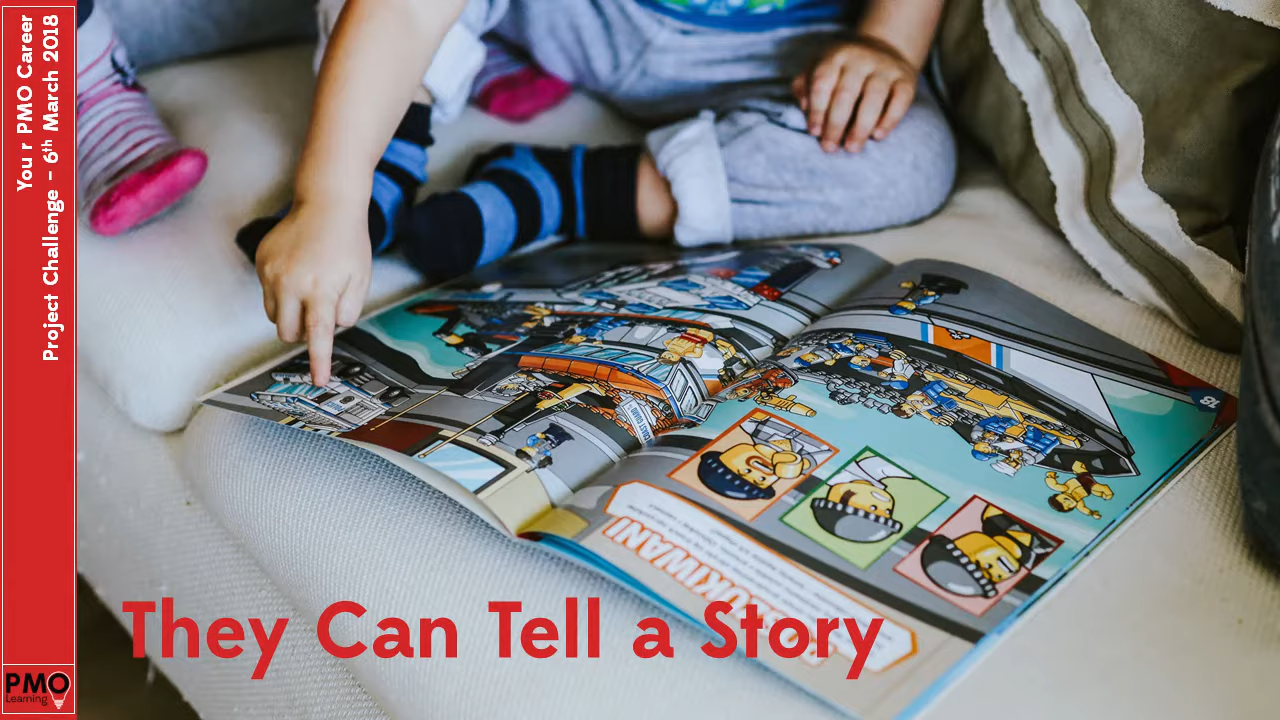 You r PMO Career
Project Challenge – 6th March 2018
PMO
Learning
They Can Tell a Story